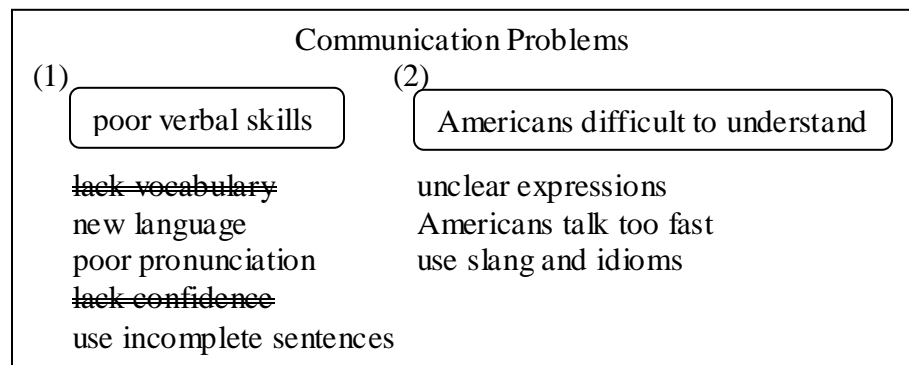 Communication Problems
(1) (2)
poor verbal skills Americans difficult to understand
lack vocabulary unclear expressions
new language Americans talk too fast
poor pronunciation use slang and idioms
lack confidence
use incomplete sentences